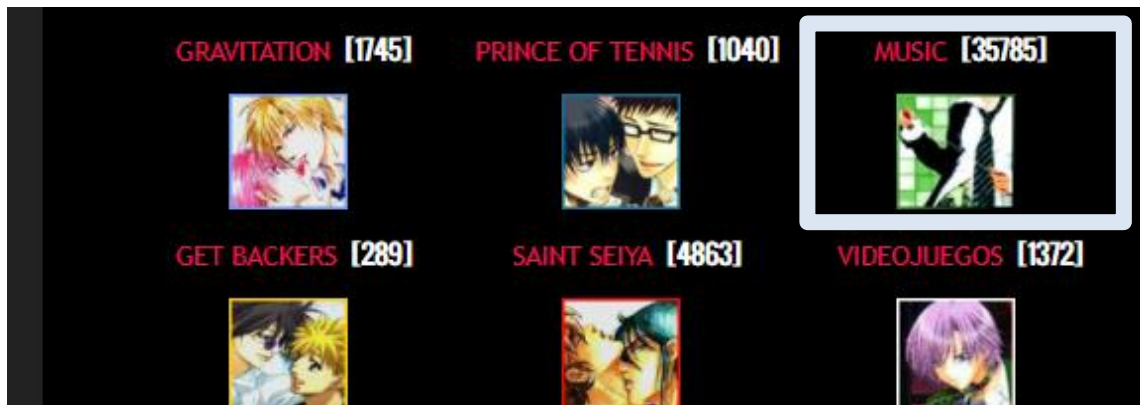 GRAVITATION [1745] PRINCE OF TENNIS [1040] MUSIC [35785]
GET BACKERS [289] SAINT SEIYA [4863] VIDEOJUEGOS [1372]